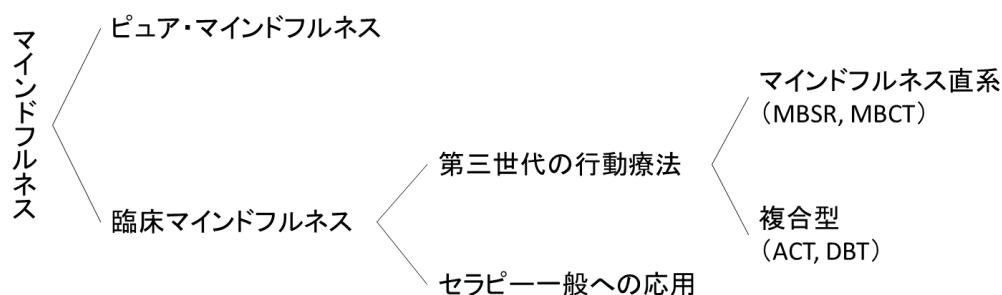 マインドフルネス
ピュア・マインドフルネス
臨床マインドフルネス
第三世代の行動療法
セラピー一般への応用
マインドフルネス直系
（MBSR, MBCT）
複合型
（ACT, DBT）